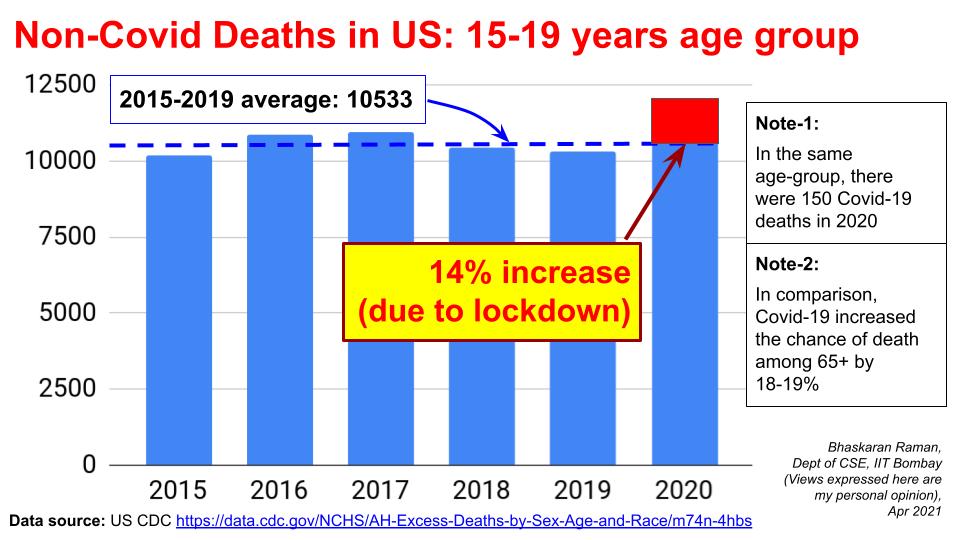 Non-Covid Deaths in US: 15-19 years age group
12500
10000
7500
5000
2500
0
2015-2019 average: 10533
14% increase
(due to lockdown)
2015 2016 2017 2018 2019 2020
Note-1:
In the same
age-group, there
were 150 Covid-19
deaths in 2020
Note-2:
In comparison,
Covid-19 increased
the chance of death
among 65+ by
18-19%
Bhaskaran Raman,
Dept of CSE, IIT Bombay
(Views expressed here are
my personal opinion),
Apr 2021
Data source: US CDC https://data.cdc.gov/NCHS/AH-Excess-Deaths-by-Sex-Age-and-Race/m74n-4hbs